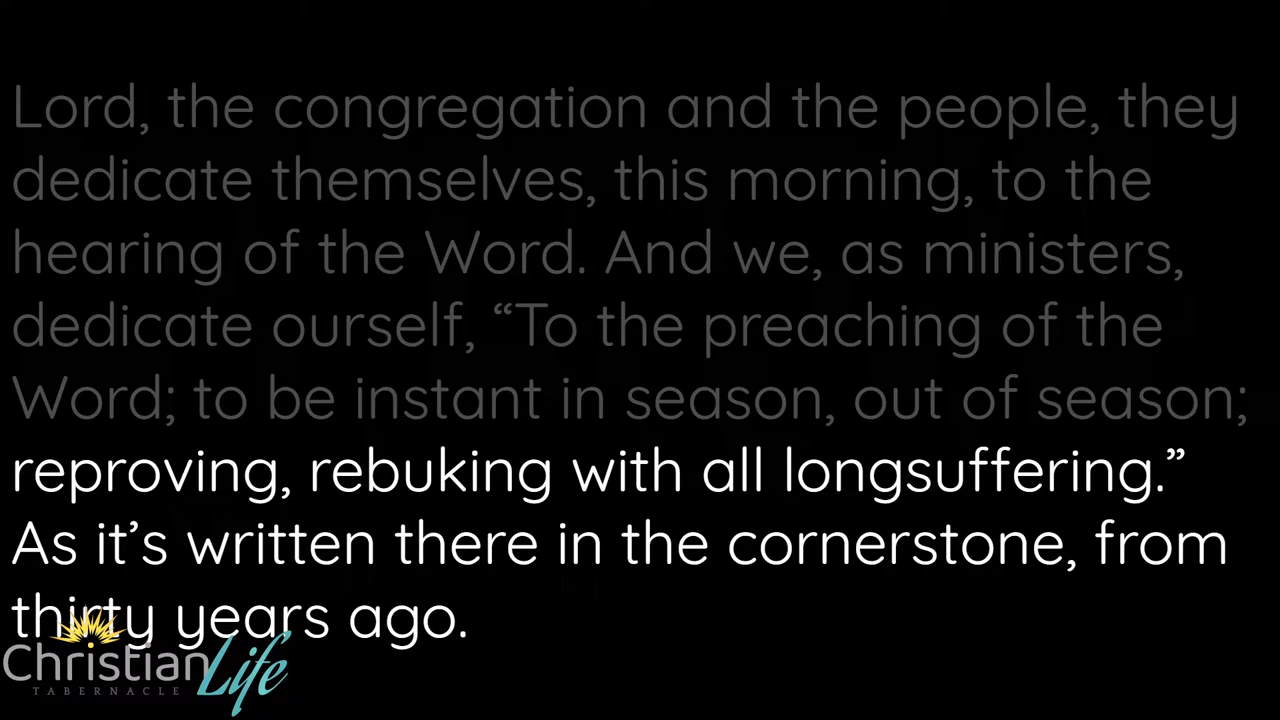 Lord, the congregation and the people, they
dedicate themselves, this morning, to the
hearing of the Word. And we, as ministers,
dedicate ourself, “To the preaching of the
Word; to be instant in season, out of season;
reproving, rebuking with all longsuffering.”
As it’s written there in the cornerstone, from
thirty years ago.
Christian Life
TABERNACLE